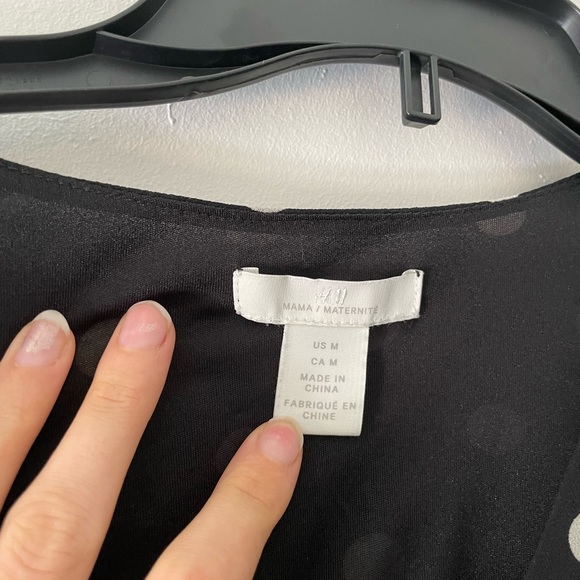 H&M
MAMA / MATERNITÉ
US M
CA M
MADE IN
CHINA
FABRIQUÉ EN
CHINE